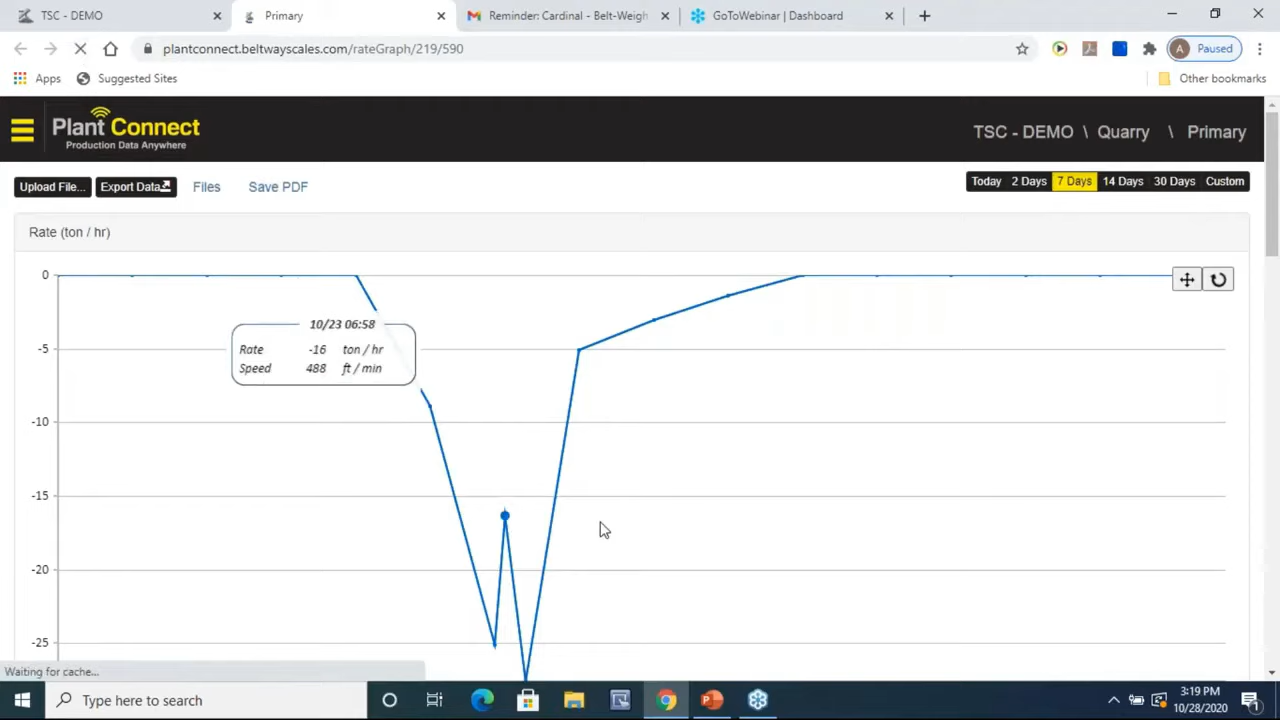 TSC - DEMO
Primary
Reminder: Cardinal - Belt-Weigh
GoToWebinar | Dashboard
plantconnect.beltwayscales.com/rateGraph/219/590
A Paused
Apps
Suggested Sites
Other bookmarks
Plant Connect
Production Data Anywhere
TSC - DEMO \ Quarry \ Primary
Upload File... Export Data Files Save PDF
Today 2 Days 7 Days 14 Days 30 Days Custom
Rate (ton / hr)
0
10/23 06:58
Rate -16 ton / hr
-5
Speed 488 ft / min
-10
-15
-20
-25
Waiting for cache...
Type here to search
3:19 PM
10/28/2020
1